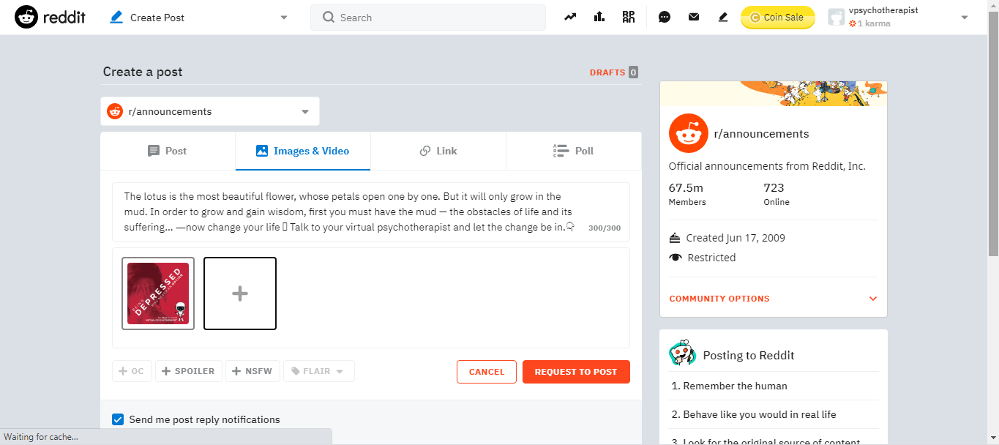 reddit
Create Post
Search
Coin Sale
vpsychotherapist
1 karma
Create a post
DRAFTS 0
r/announcements
Post
Images & Video
Link
Poll
The lotus is the most beautiful flower, whose petals open one by one. But it will only grow in the
mud. In order to grow and gain wisdom, first you must have the mud — the obstacles of life and its
suffering... —now change your life Talk to your virtual psychotherapist and let the change be in.
300/300
DEPRESSED
OC
SPOILER
NSFW
FLAIR
CANCEL
REQUEST TO POST
Send me post reply notifications
Waiting for cache...
r/announcements
Official announcements from Reddit, Inc.
67.5m
723
Members
Online
Created Jun 17, 2009
Restricted
COMMUNITY OPTIONS
Posting to Reddit
1. Remember the human
2. Behave like you would in real life
3. Look for the original source of content